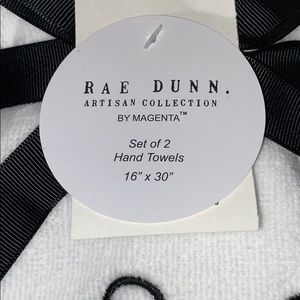 RAE DUNN.
ARTISAN COLLECTION
BY MAGENTA™
Set of 2
Hand Towels
16" x 30"